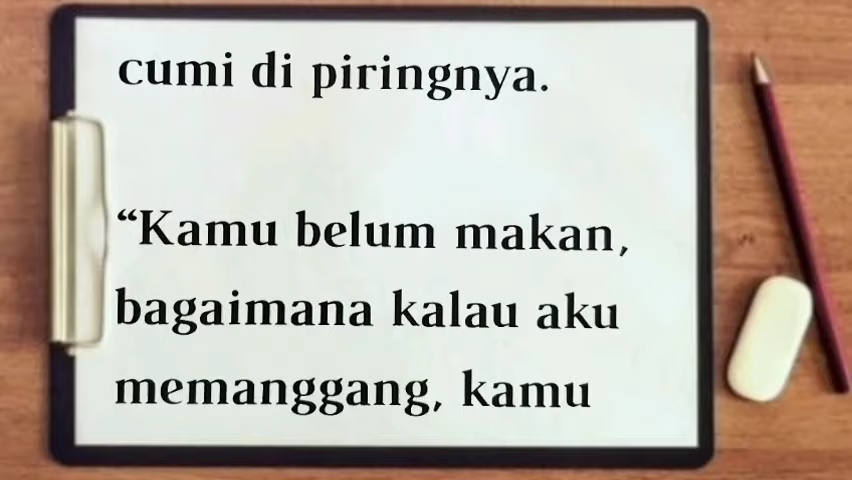 cumi di piringnya.
“Kamu belum makan,
bagaimana kalau aku
memanggang, kamu